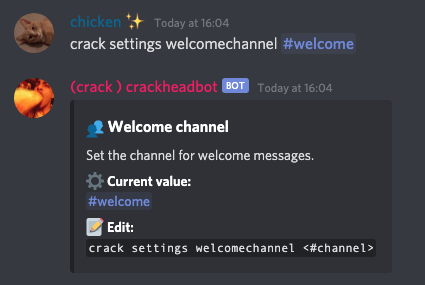 chicken ✨ Today at 16:04
crack settings welcomechannel #welcome
(crack ) crackheadbot BOT Today at 16:04
👥 Welcome channel
Set the channel for welcome messages.
⚙️ Current value:
#welcome
📝 Edit:
crack settings welcomechannel <#channel>